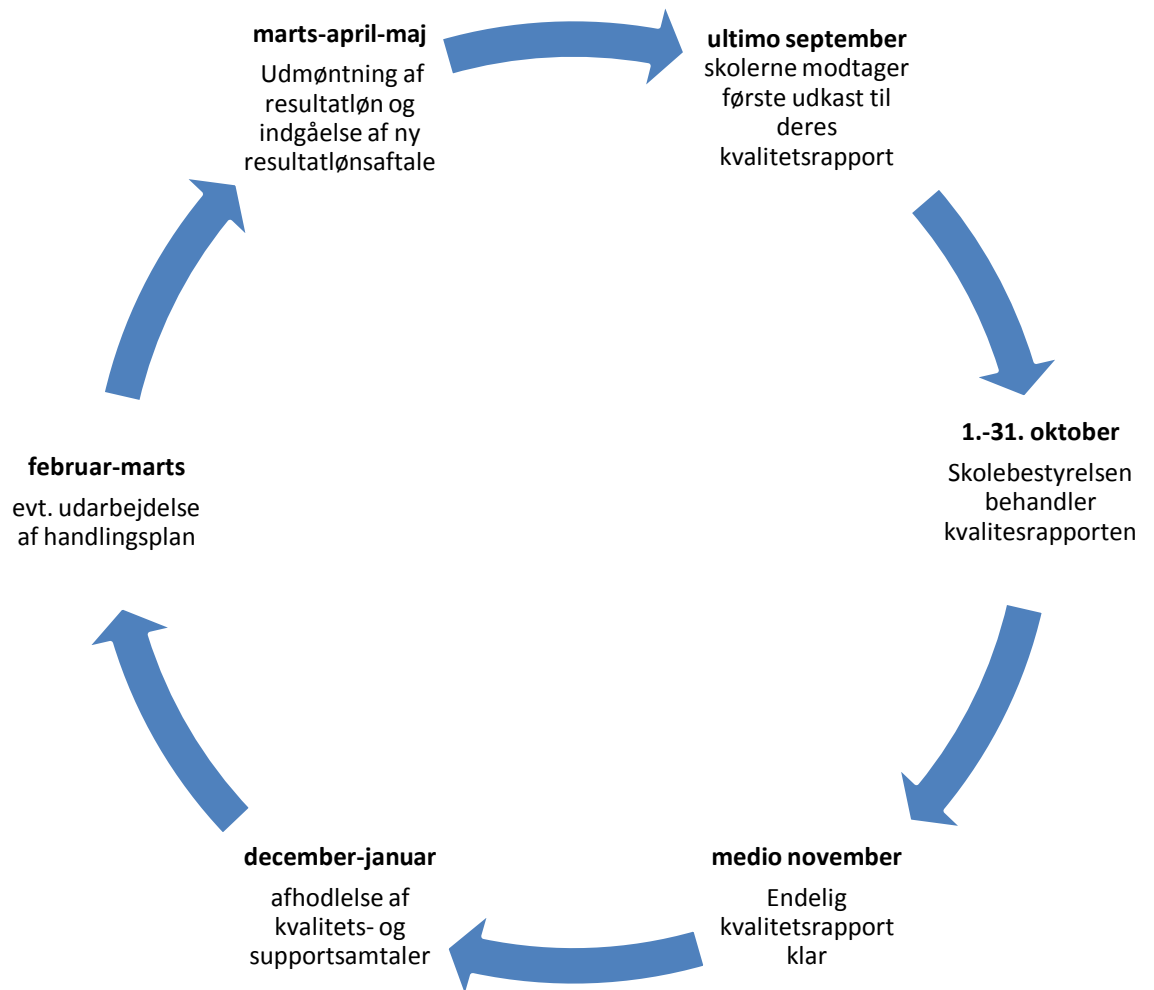 marts-april-maj
Udmøntning af
resultatløn og
indgåelse af ny
resultatlønsaftale
ultimo september
skolerne modtager
første udkast til
deres
kvalitetsrapport
1.-31. oktober
Skolebestyrelsen
behandler
kvalitesrapporten
medio november
Endelig
kvalitetsrapport
klar
december-januar
afhodlelse af
kvalitets- og
supportsamtaler
februar-marts
evt. udarbejdelse
af handlingsplan